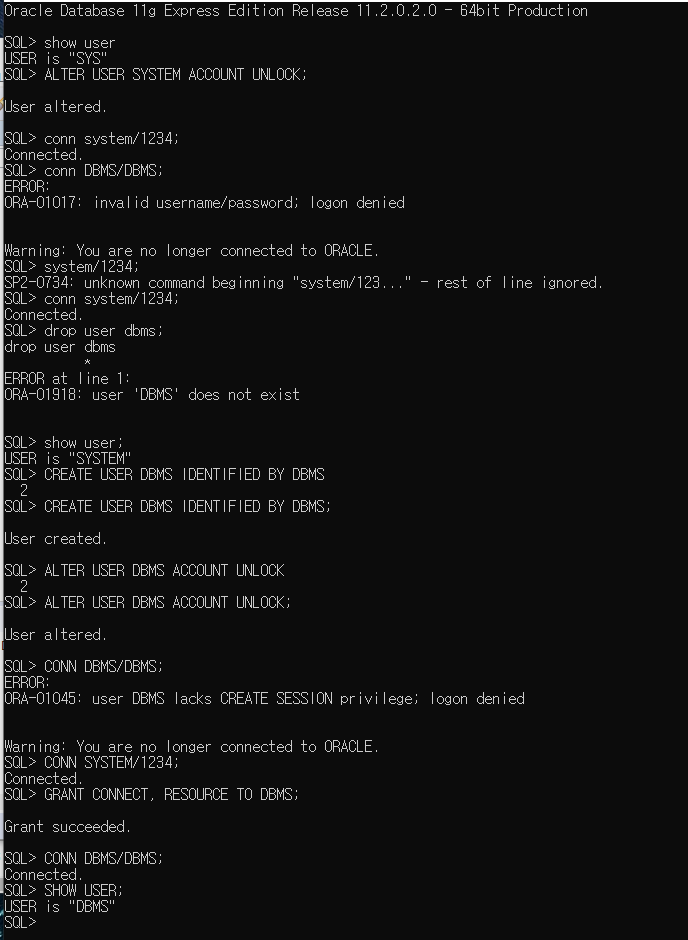 Oracle Database 11g Express Edition Release 11.2.0.2.0 - 64bit Production
SQL> show user
USER is "SYS"
SQL> ALTER USER SYSTEM ACCOUNT UNLOCK;
User altered.
SQL> conn system/1234;
Connected.
SQL> conn DBMS/DBMS;
ERROR:
ORA-01017: invalid username/password; logon denied
Warning: You are no longer connected to ORACLE.
SQL> system/1234;
SP2-0734: unknown command beginning "system/123..." - rest of line ignored.
SQL> conn system/1234;
Connected.
SQL> drop user dbms;
drop user dbms
*
ERROR at line 1:
ORA-01918: user 'DBMS' does not exist
SQL> show user;
USER is "SYSTEM"
SQL> CREATE USER DBMS IDENTIFIED BY DBMS
2
SQL> CREATE USER DBMS IDENTIFIED BY DBMS;
User created.
SQL> ALTER USER DBMS ACCOUNT UNLOCK
2
SQL> ALTER USER DBMS ACCOUNT UNLOCK;
User altered.
SQL> CONN DBMS/DBMS;
ERROR:
ORA-01045: user DBMS lacks CREATE SESSION privilege; logon denied
Warning: You are no longer connected to ORACLE.
SQL> CONN SYSTEM/1234;
Connected.
SQL> GRANT CONNECT, RESOURCE TO DBMS;
Grant succeeded.
SQL> CONN DBMS/DBMS;
Connected.
SQL> SHOW USER;
USER is "DBMS"
SQL>